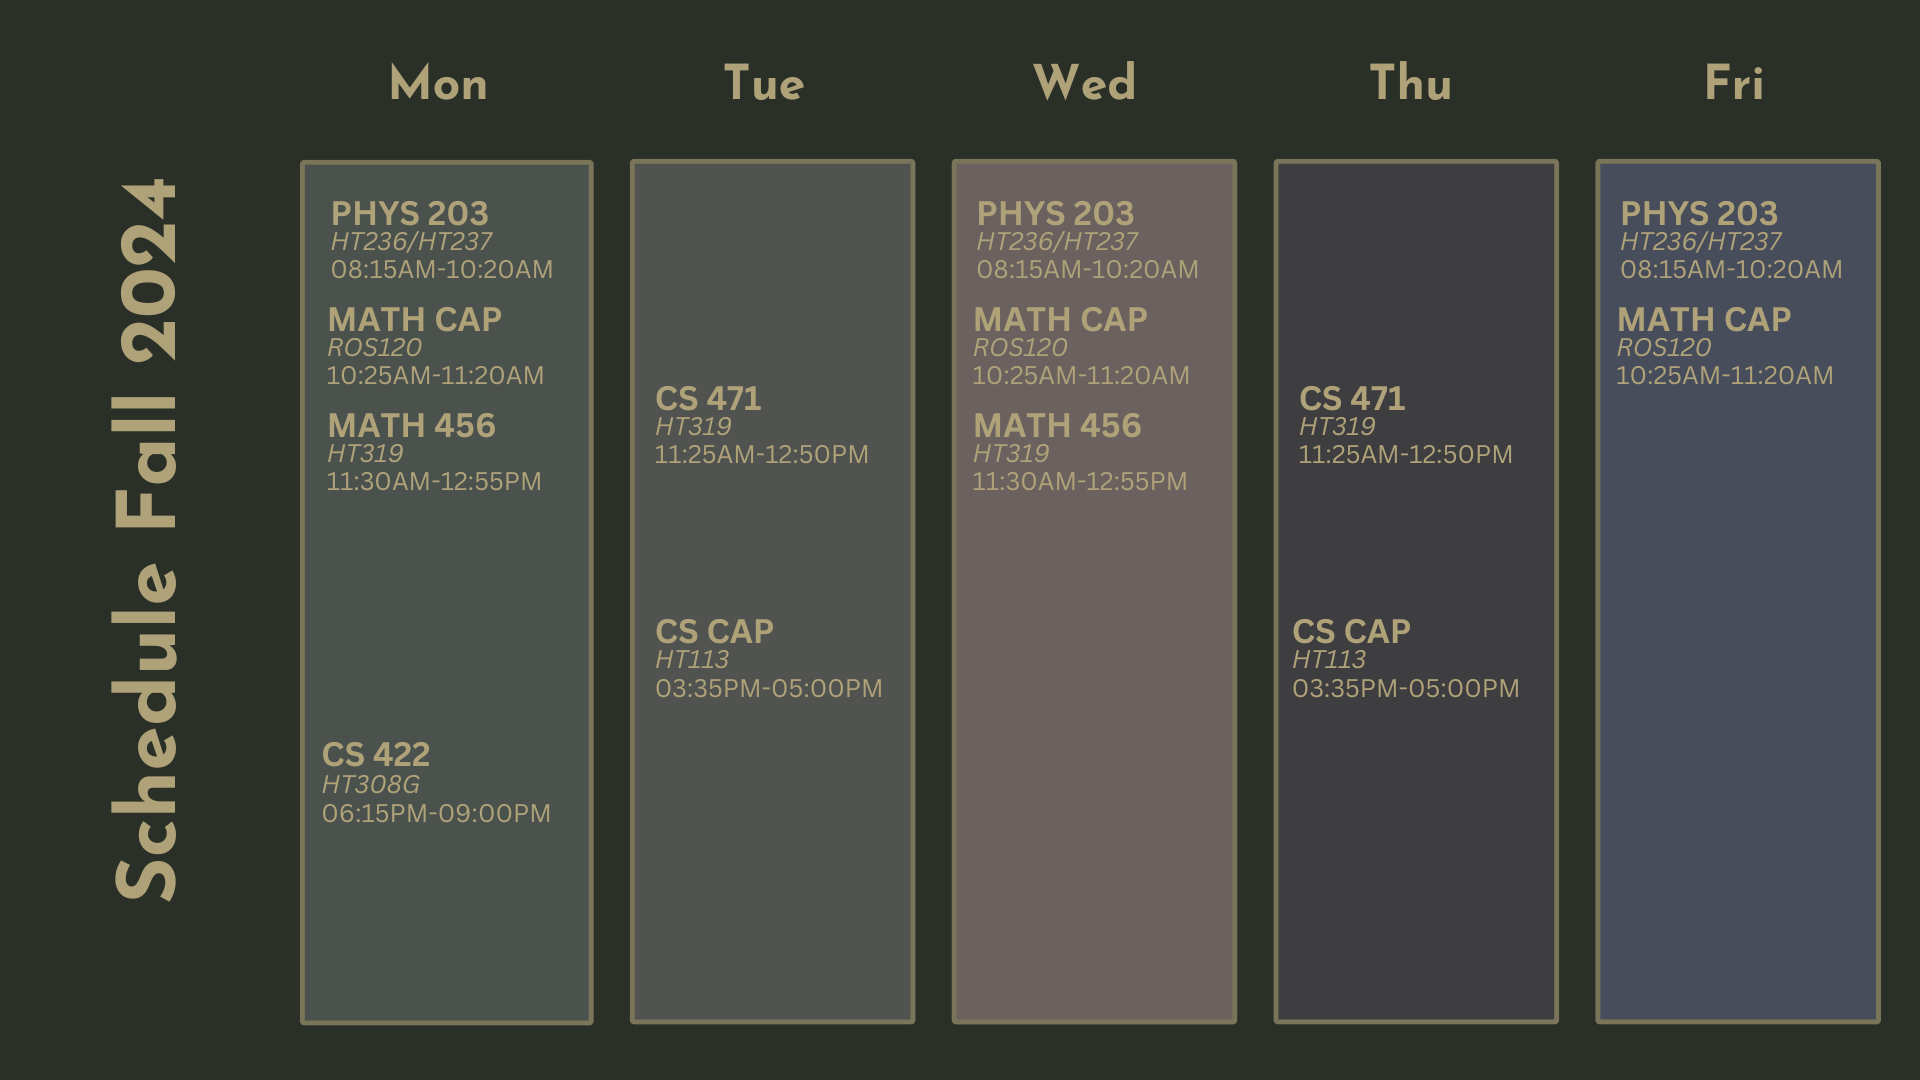 Schedule Fall 2024
Mon
PHYS 203
HT236/HT237
08:15AM-10:20AM
MATH CAP
ROS120
10:25AM-11:20AM
MATH 456
HT319
11:30AM-12:55PM
CS 422
HT308G
06:15PM-09:00PM
Tue
CS 471
HT319
11:25AM-12:50PM
CS CAP
HT113
03:35PM-05:00PM
Wed
PHYS 203
HT236/HT237
08:15AM-10:20AM
MATH CAP
ROS120
10:25AM-11:20AM
MATH 456
HT319
11:30AM-12:55PM
Thu
CS 471
HT319
11:25AM-12:50PM
CS CAP
HT113
03:35PM-05:00PM
Fri
PHYS 203
HT236/HT237
08:15AM-10:20AM
MATH CAP
ROS120
10:25AM-11:20AM